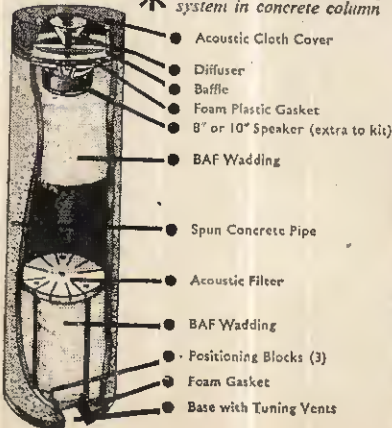 system in concrete column
Acoustic Cloth Cover
Diffuser
Baffle
Foam Plastic Gasket
8" or 10" Speaker (extra to kit)
BAF Wadding
Spun Concrete Pipe
Acoustic Filter
BAF Wadding
Positioning Blocks (3)
Foam Gasket
Base with Tuning Vents